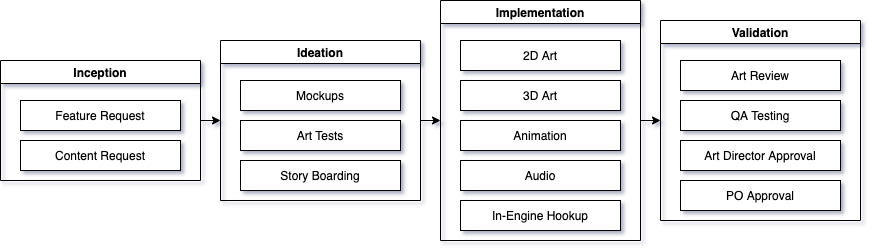 Inception
Feature Request
Content Request
Ideation
Mockups
Art Tests
Story Boarding
Implementation
2D Art
3D Art
Animation
Audio
In-Engine Hookup
Validation
Art Review
QA Testing
Art Director Approval
PO Approval